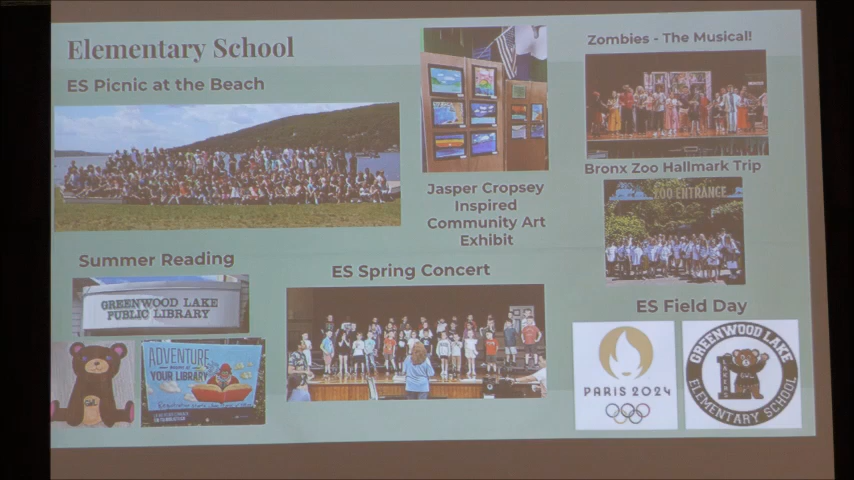 Elementary School
ES Picnic at the Beach
Jasper Cropsey
Inspired
Community Art
Exhibit
Zombies - The Musical!
Bronx Zoo Hallmark Trip
ZOO ENTRANCE
Summer Reading
GREENWOOD LAKE
PUBLIC LIBRARY
ADVENTURE
YOUR LIBRARY
ES Spring Concert
ES Field Day
PARIS 2024
GREENWOOD LAKE
LAKERS
ELEMENTARY SCHOOL